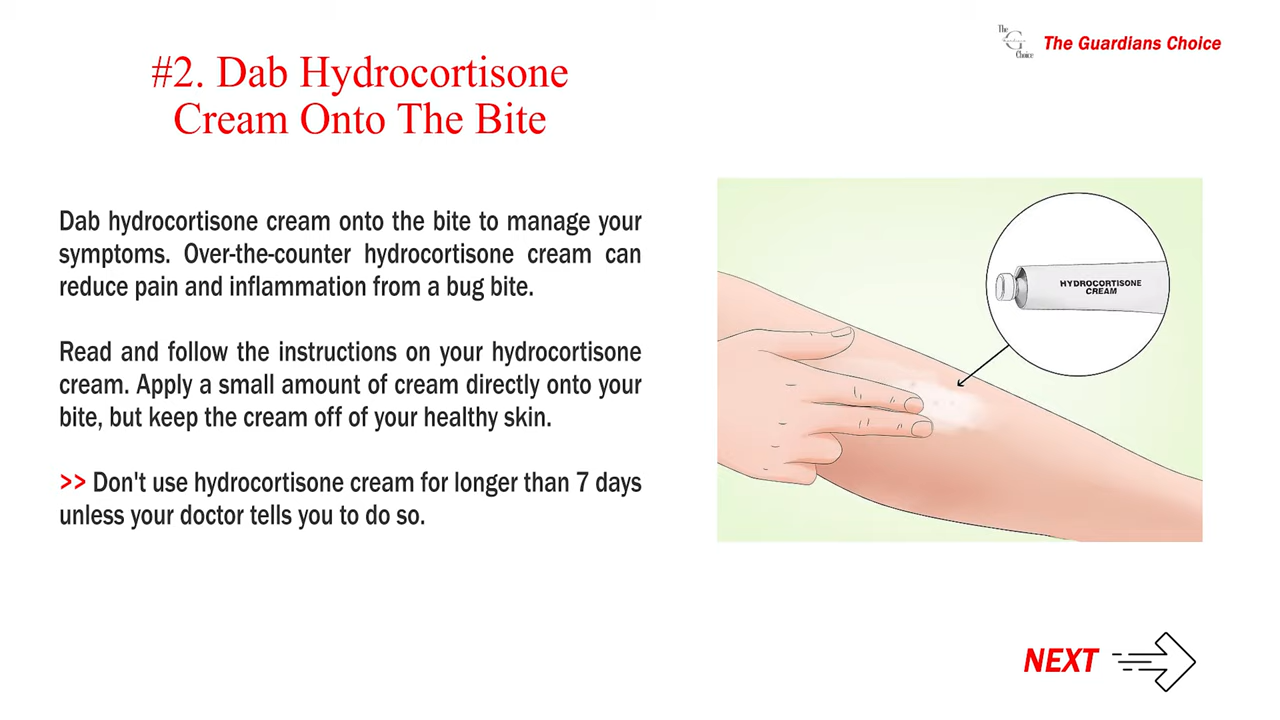 The
G
Choice
The Guardians Choice
#2. Dab Hydrocortisone
Cream Onto The Bite
Dab hydrocortisone cream onto the bite to manage your
symptoms. Over-the-counter hydrocortisone cream can
reduce pain and inflammation from a bug bite.
Read and follow the instructions on your hydrocortisone
cream. Apply a small amount of cream directly onto your
bite, but keep the cream off of your healthy skin.
>> Don't use hydrocortisone cream for longer than 7 days
unless your doctor tells you to do so.
HYDROCORTISONE
CREAM
NEXT